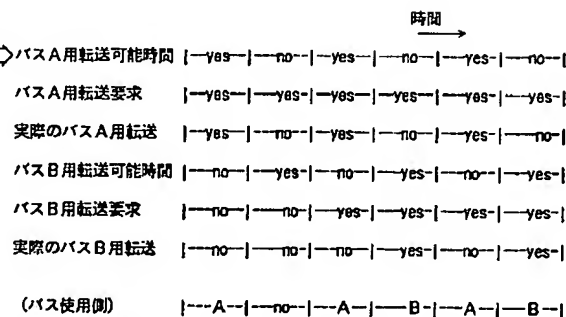 時間
バスA用転送可能時間 |—yes—|—no—|—yes—|—no—|—yes-|—no--|
バスA用転送要求 |—yes—|—yes-|—yes—|—yes—|—yes-|—yes-|
実際のバスA用転送 |—yes—|—no—|—yes—|—no—|—yes-|—no-|
バスB用転送可能時間 |—no—|—yes—|—no—|—yes-|—no—|—yes-|
バスB用転送要求 |—no—|—no—|—yes—|—yes—|—yes—|—yes-|
実際のバスB用転送 |—no—|—no—|—no—|—yes-|—no—|—yes-|
(バス使用側) |---A--|—no—|—A—|—B-|—A—|—B--|